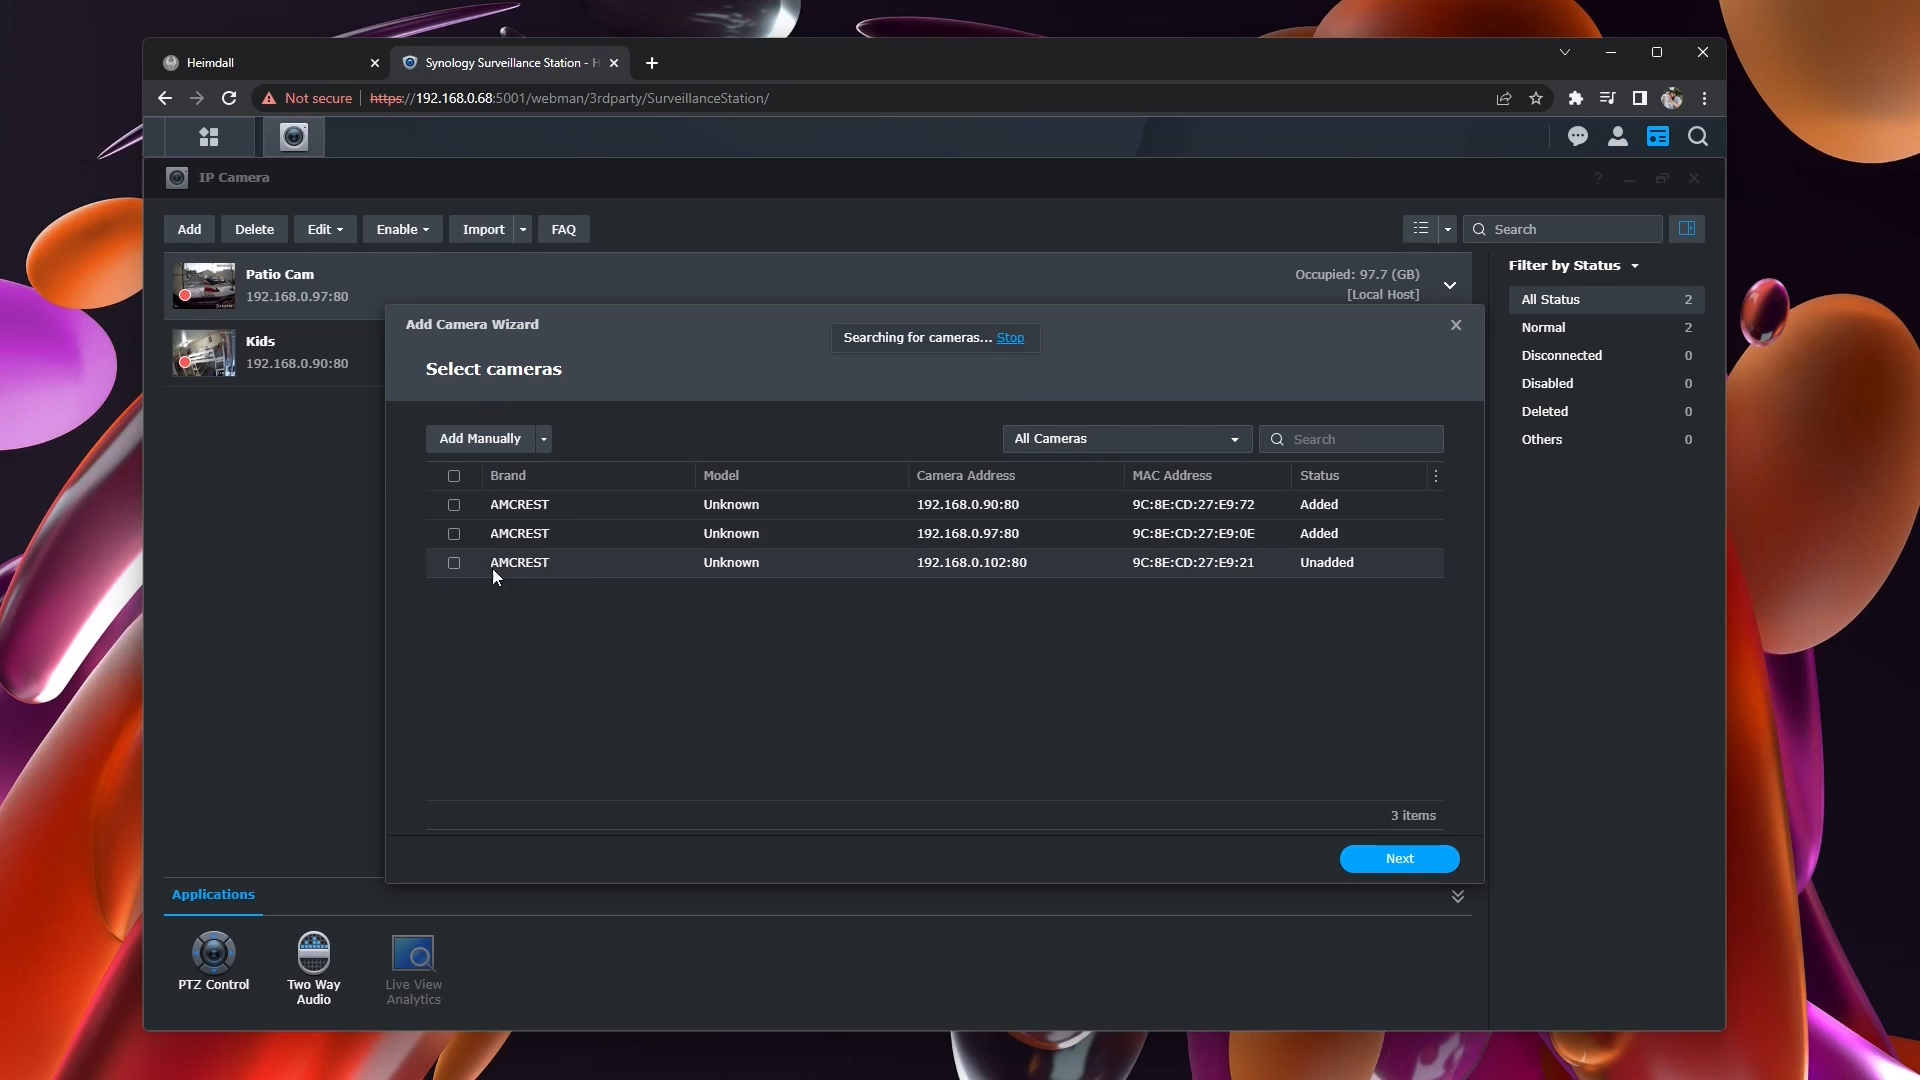 Heimdall
Synology Surveillance Station - H
Not secure https://192.168.0.68:5001/webman/3rdparty/SurveillanceStation/
IP Camera
Add Delete Edit Enable Import FAQ Search
Patio Cam
192.168.0.97:80
Occupied: 97.7 (GB)
[Local Host]
Kids
192.168.0.90:80
Filter by Status
All Status 2
Normal 2
Disconnected 0
Disabled 0
Deleted 0
Others 0
Add Camera Wizard
Searching for cameras... Stop
Select cameras
Add Manually All Cameras Search
Brand Model Camera Address MAC Address Status
AMCREST Unknown 192.168.0.90:80 9C:8E:CD:27:E9:72 Added
AMCREST Unknown 192.168.0.97:80 9C:8E:CD:27:E9:0E Added
AMCREST Unknown 192.168.0.102:80 9C:8E:CD:27:E9:21 Unadded
3 items
Next
Applications
PTZ Control
Two Way
Audio
Live View
Analytics